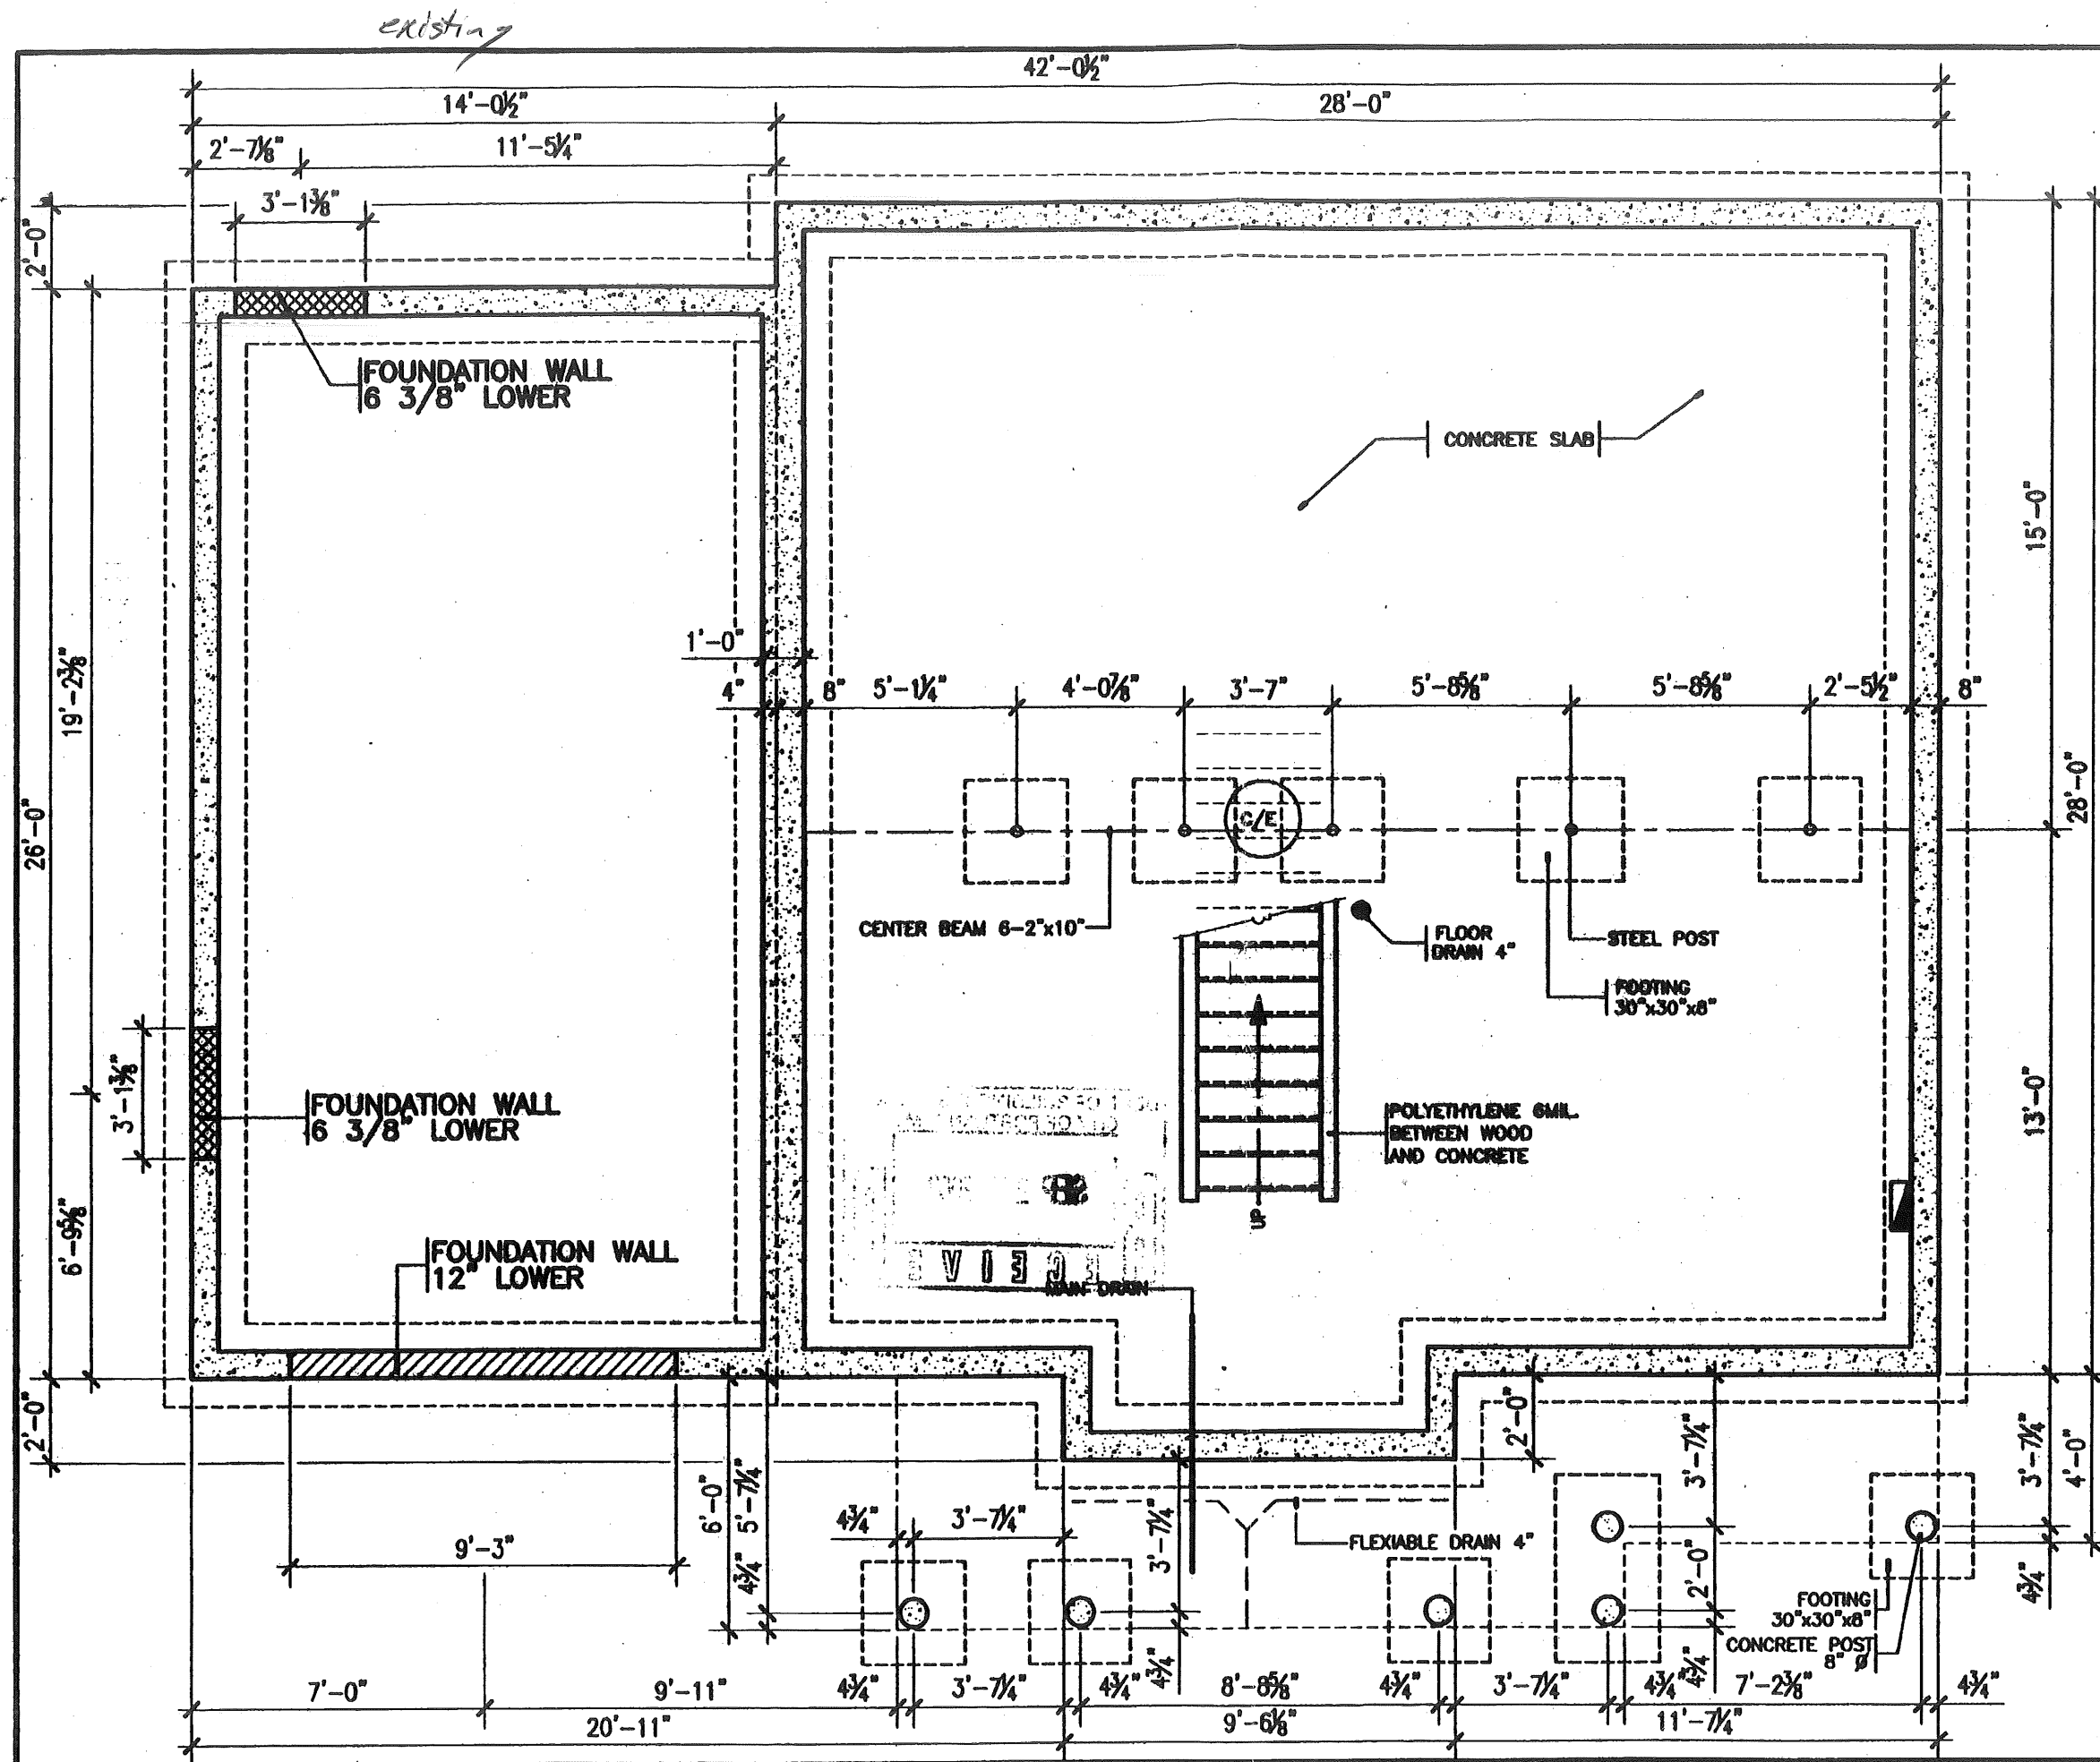 existing
42'-0½"
14'-0½"
28'-0"
2'-7⅛"
11'-5¼"
3'-1⅜"
2'-0"
FOUNDATION WALL
6 3/8" LOWER
CONCRETE SLAB
15'-0"
1'-0"
19'-2⅜"
4"
8"
5'-1¼"
4'-0⅞"
3'-7"
5'-8⅝"
5'-8⅝"
2'-5½"
8"
26'-0"
28'-0"
C/E
CENTER BEAM 6-2"x10"
FLOOR
DRAIN 4"
STEEL POST
FOOTING
30"x30"x8"
3'-1⅜"
FOUNDATION WALL
6 3/8" LOWER
POLYETHYLENE 6MIL.
BETWEEN WOOD
AND CONCRETE
13'-0"
6'-9⅝"
UP
FOUNDATION WALL
12" LOWER
MAIN DRAIN
2'-0"
2'-0"
3'-7¼"
3'-7¼"
4'-0"
6'-0"
5'-7¼"
4¾"
3'-7¼"
3'-7¼"
9'-3"
FLEXIABLE DRAIN 4"
4¾"
2'-0"
4¾"
FOOTING
30"x30"x8"
CONCRETE POST
8" Ø
4¾"
4¾"
7'-0"
9'-11"
4¾"
3'-7¼"
4¾"
8'-8⅝"
4¾"
3'-7¼"
4¾"
7'-2⅜"
4¾"
20'-11"
9'-6⅛"
11'-7¼"